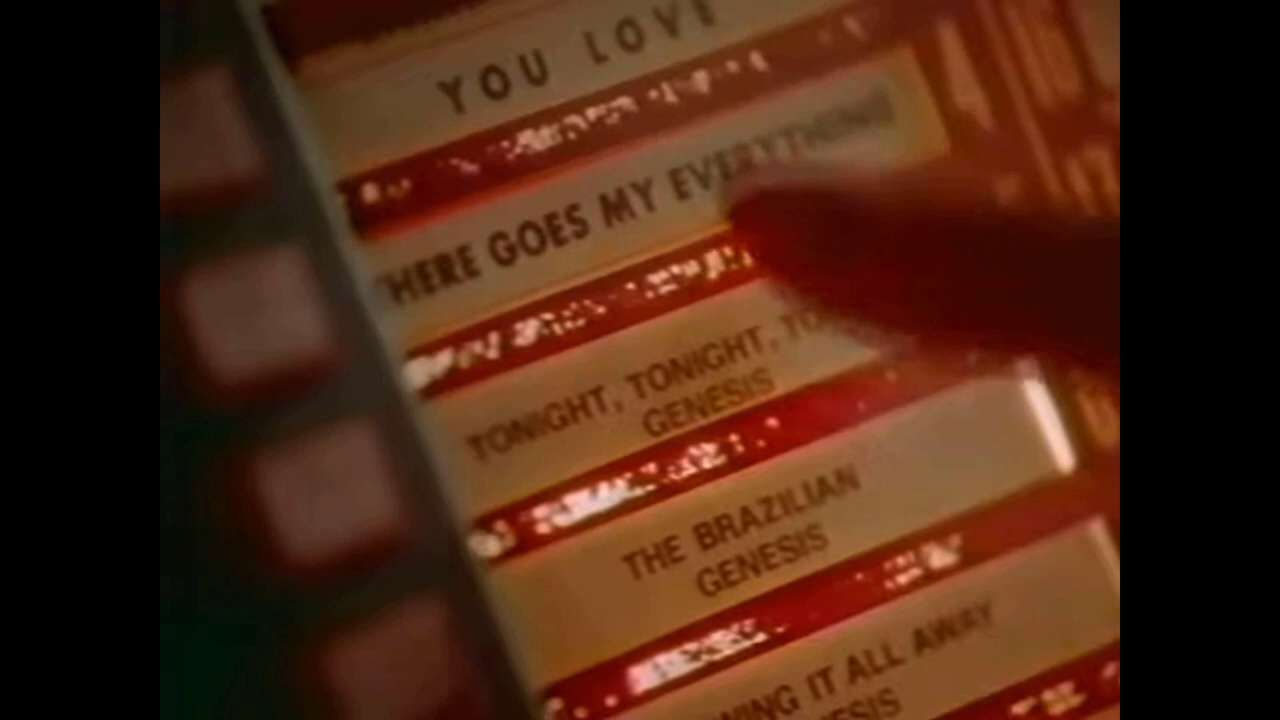 YOU LOVE
HERE GOES MY EVERYTHING
TONIGHT, TONIGHT, TO
GENESIS
THE BRAZILIAN
GENESIS
IT ALL AWAY